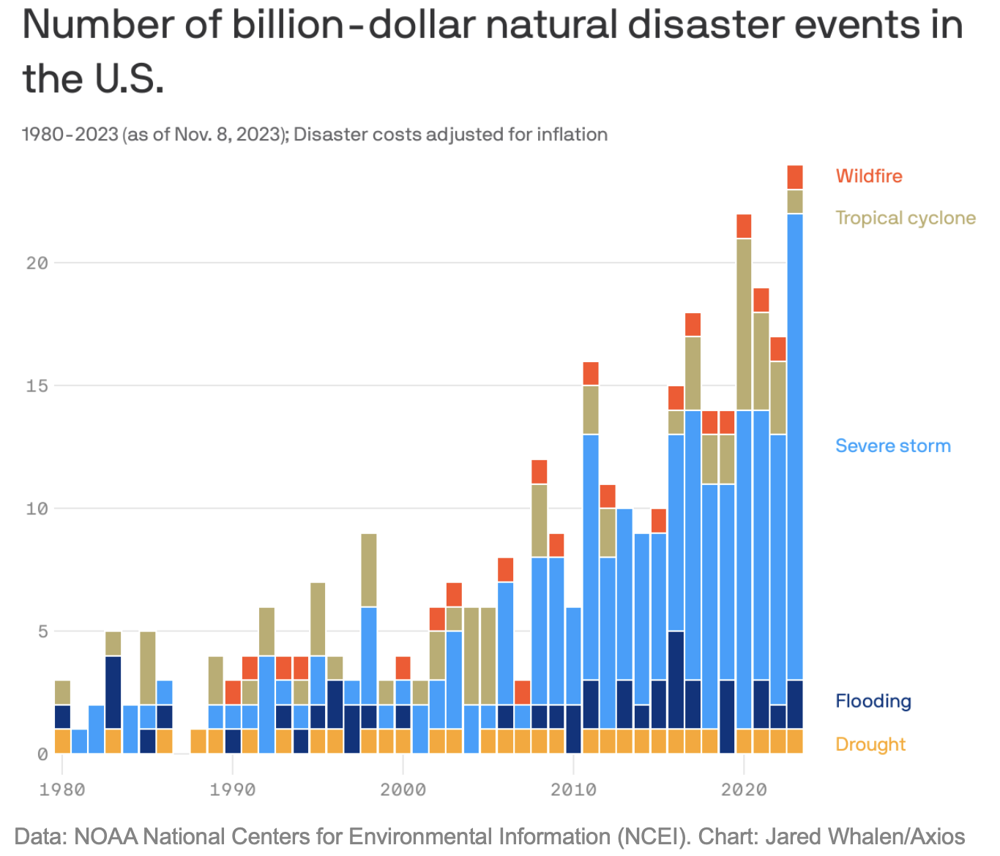 Number of billion-dollar natural disaster events in
the U.S.
1980-2023 (as of Nov. 8, 2023); Disaster costs adjusted for inflation
Wildfire
Tropical cyclone
20
15
Severe storm
10
5
Flooding
Drought
0
1980 1990 2000 2010 2020
Data: NOAA National Centers for Environmental Information (NCEI). Chart: Jared Whalen/Axios